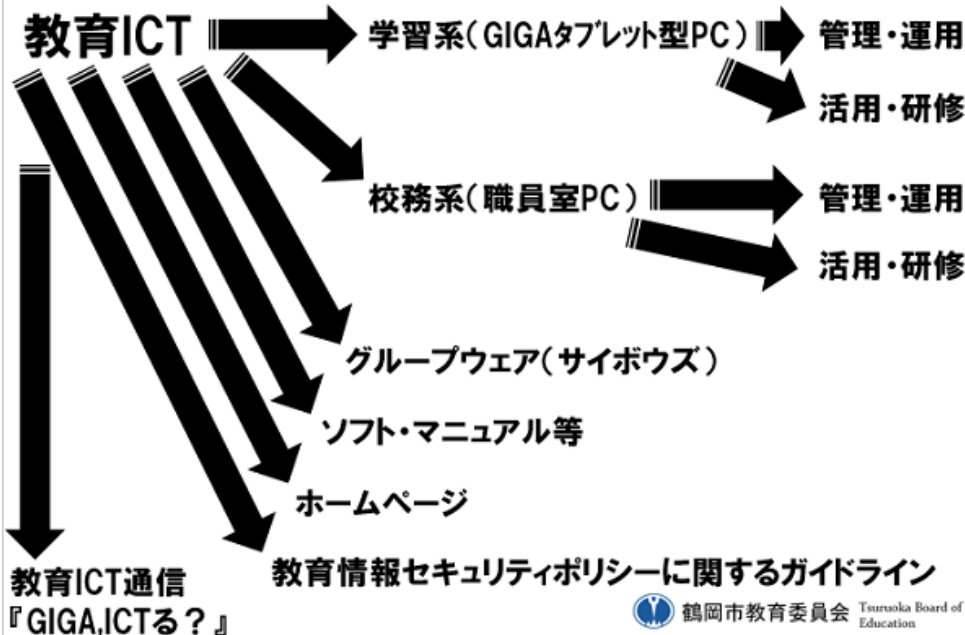 教育ICT
学習系(GIGAタブレット型PC)
管理・運用
活用・研修
校務系(職員室PC)
管理・運用
活用・研修
グループウェア(サイボウズ)
ソフト・マニュアル等
ホームページ
教育情報セキュリティポリシーに関するガイドライン
教育ICT通信
『GIGA,ICTる?』
鶴岡市教育委員会 Tsuruoka Board of
Education